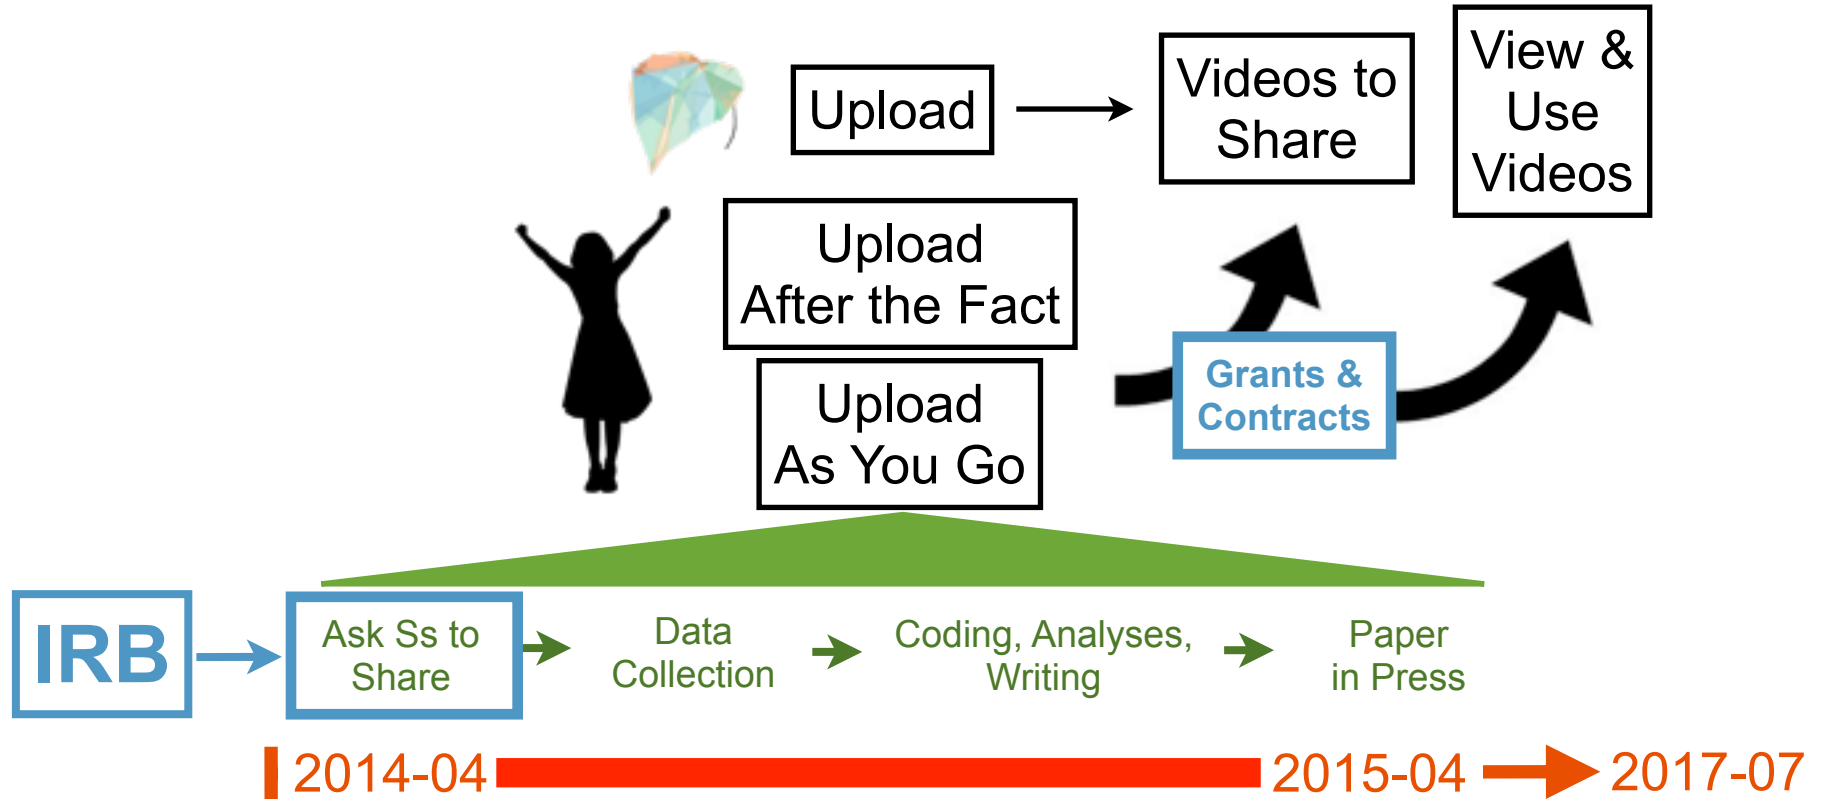 Upload
Videos to
Share
View &
Use
Videos
Upload
After the Fact
Upload
As You Go
Grants &
Contracts
IRB
Ask Ss to
Share
Data
Collection
Coding, Analyses,
Writing
Paper
in Press
2014-04
2015-04
2017-07